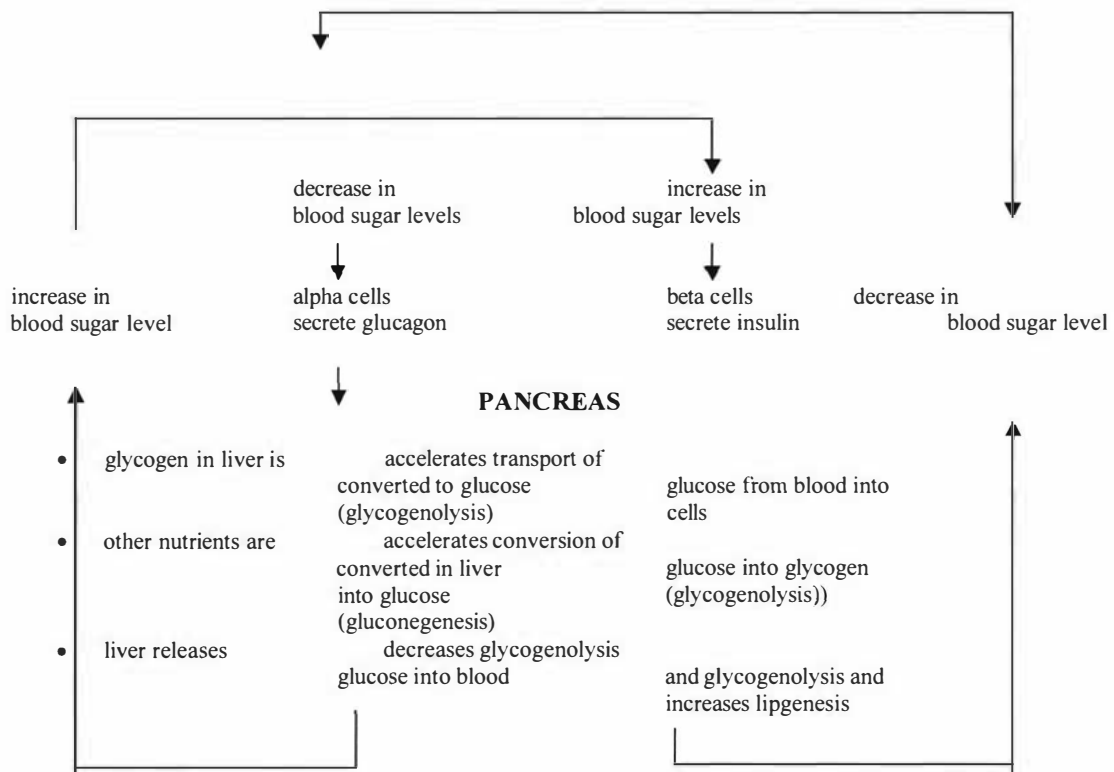 decrease in
blood sugar levels
increase in
blood sugar levels
increase in
blood sugar level
alpha cells
secrete glucagon
beta cells
secrete insulin
decrease in
blood sugar level
PANCREAS
• glycogen in liver is accelerates transport of
converted to glucose glucose from blood into
(glycogenolysis) cells
• other nutrients are accelerates conversion of
converted in liver glucose into glycogen
into glucose (glycogenolysis))
(gluconegenesis)
• liver releases decreases glycogenolysis
glucose into blood and glycogenolysis and
increases lipgenesis